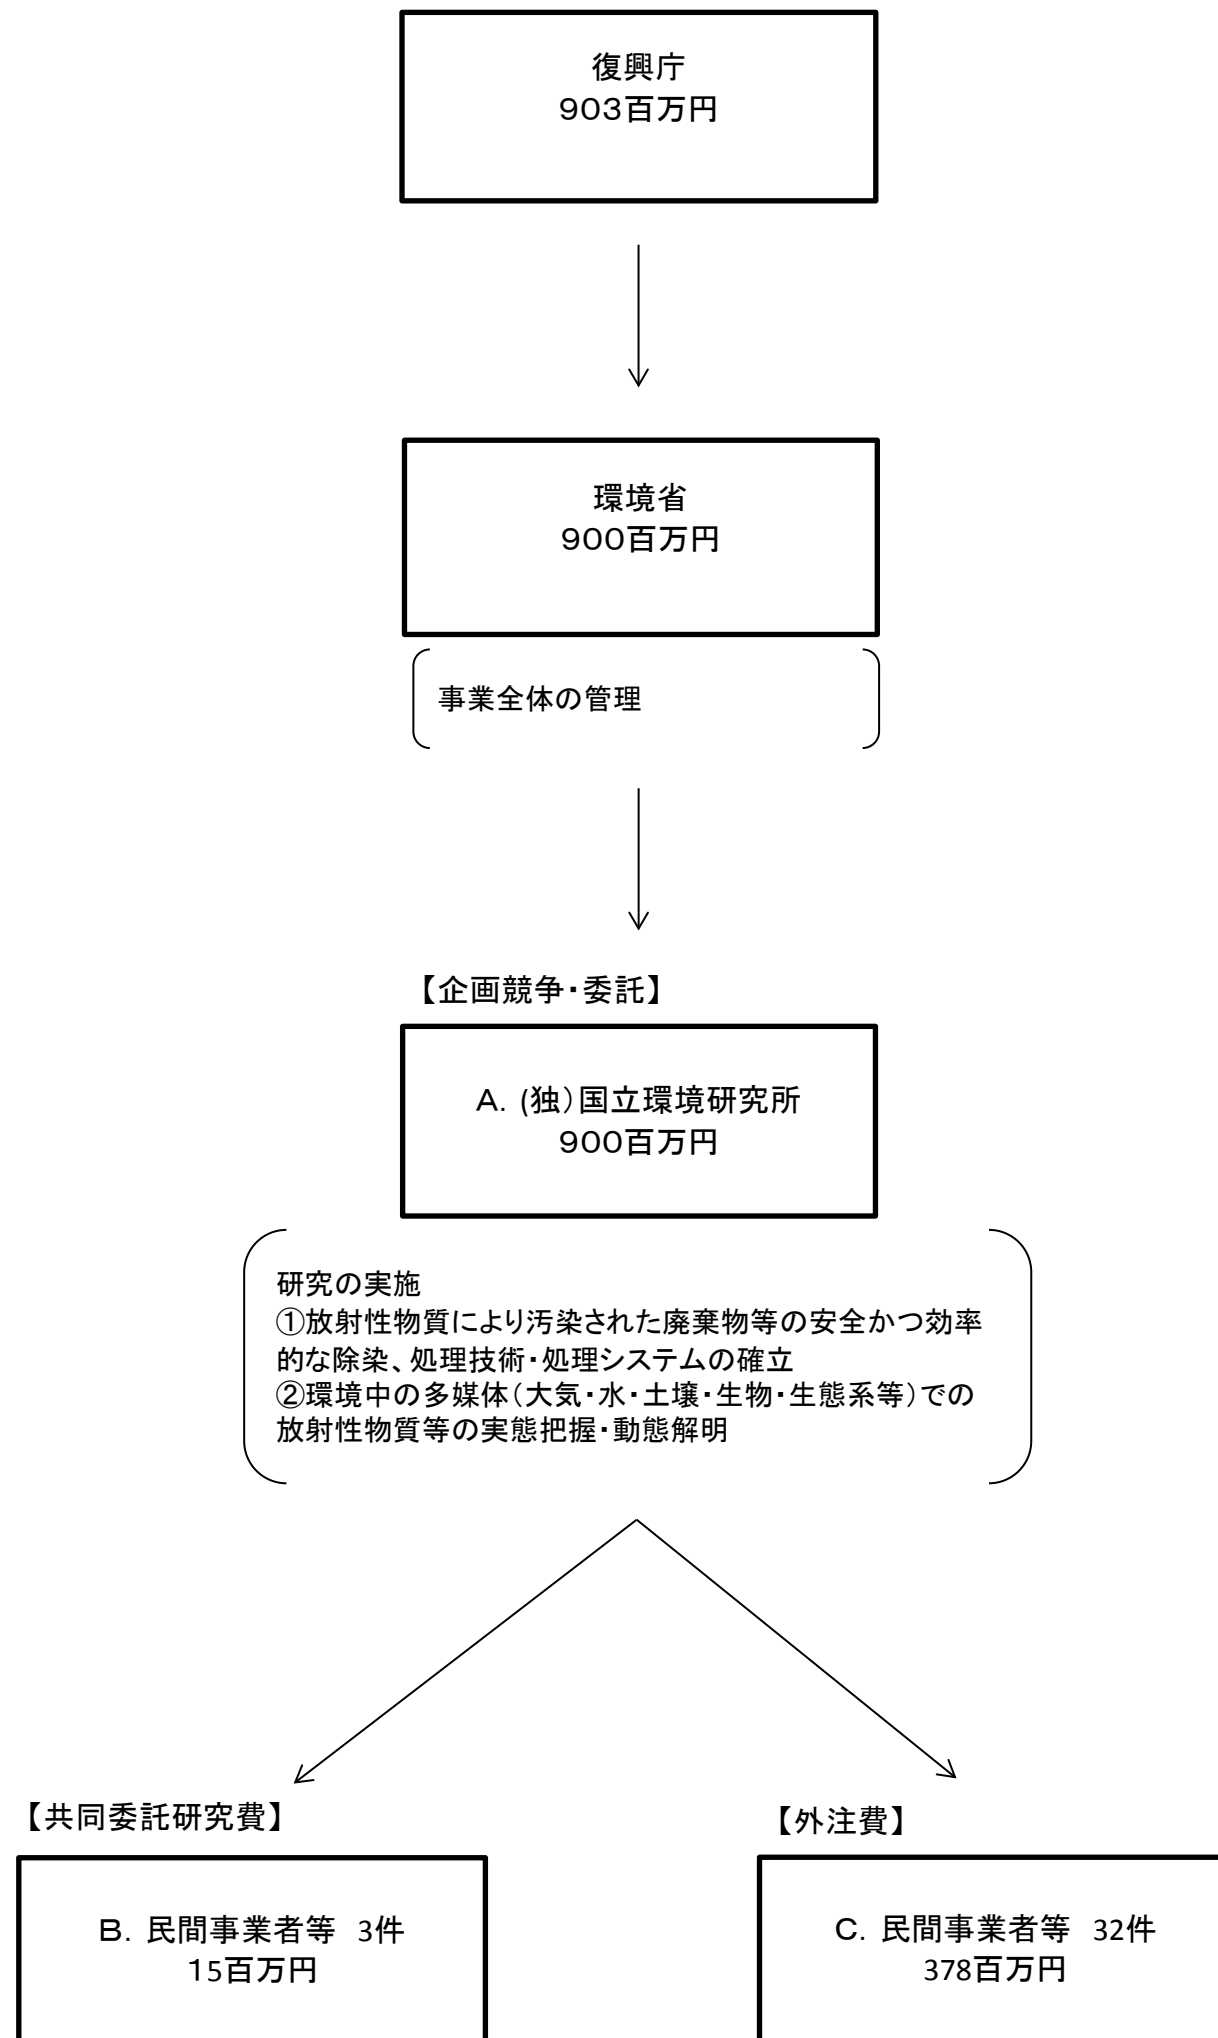 復興庁
903百万円
環境省
900百万円
事業全体の管理
【企画競争・委託】
A. (独)国立環境研究所
900百万円
研究の実施
①放射性物質により汚染された廃棄物等の安全かつ効率
的な除染、処理技術・処理システムの確立
②環境中の多媒体（大気・水・土壌・生物・生態系等）での
放射性物質等の実態把握・動態解明
【共同委託研究費】
【外注費】
B. 民間事業者等 3件
15百万円
C. 民間事業者等 32件
378百万円